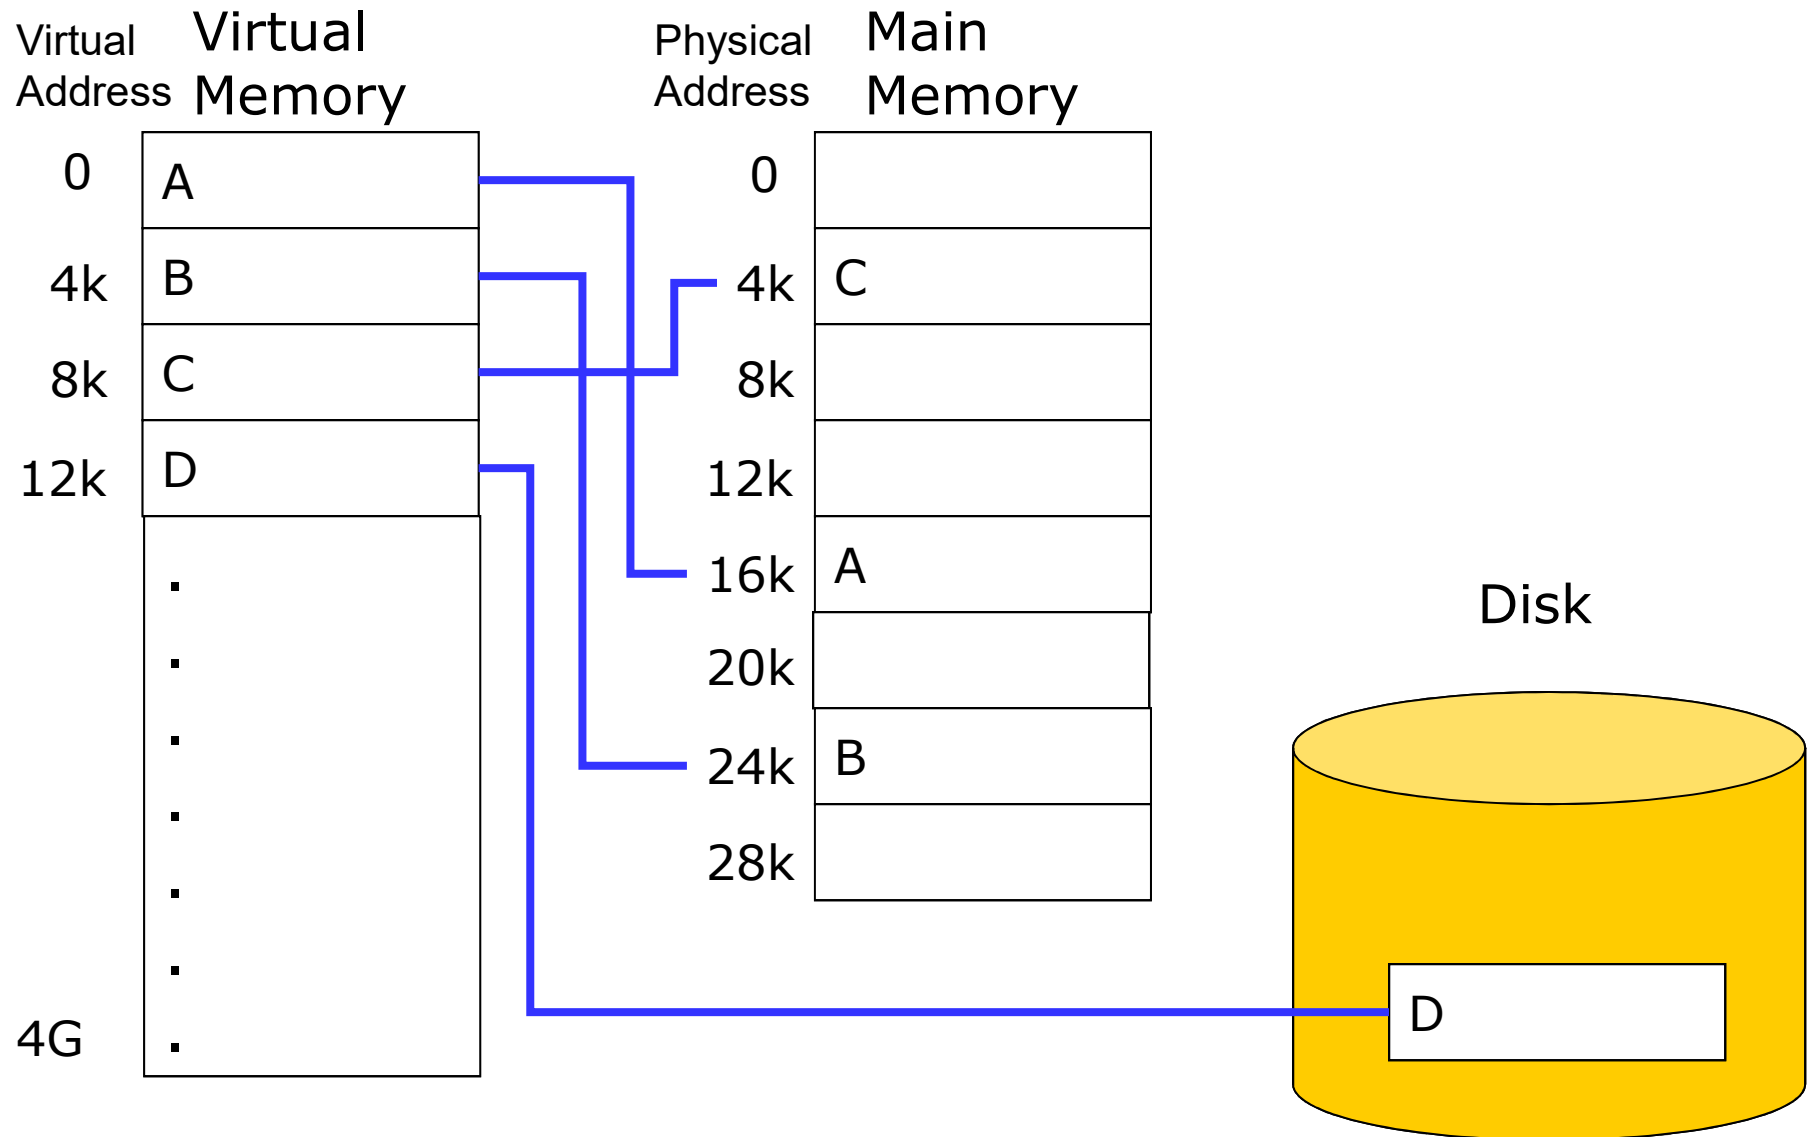 Virtual
Address
Virtual
Memory
Physical
Address
Main
Memory
0
A
4k
B
8k
C
12k
D
.
.
.
.
.
.
.
4G
0
4k
C
8k
12k
16k
A
20k
24k
B
28k
Disk
D